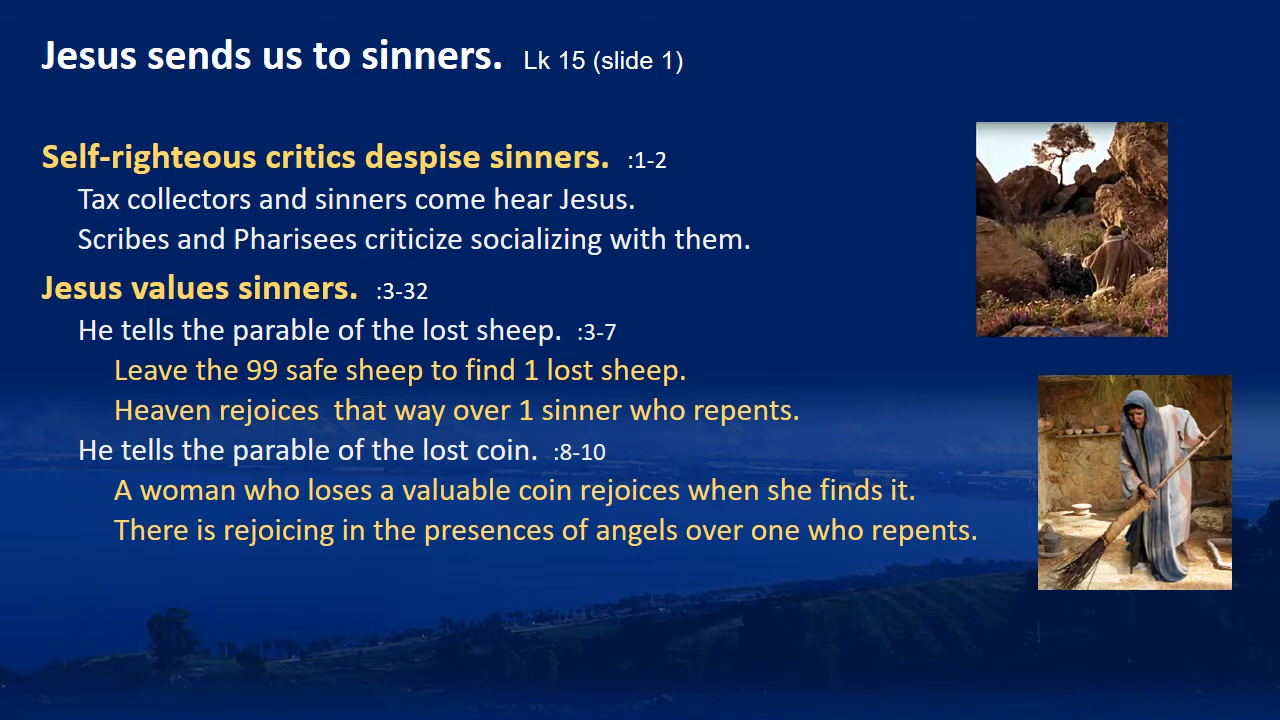 Jesus sends us to sinners. Lk 15 (slide 1)
Self-righteous critics despise sinners. :1-2
Tax collectors and sinners come hear Jesus.
Scribes and Pharisees criticize socializing with them.
Jesus values sinners. :3-32
He tells the parable of the lost sheep. :3-7
Leave the 99 safe sheep to find 1 lost sheep.
Heaven rejoices  that way over 1 sinner who repents.
He tells the parable of the lost coin. :8-10
A woman who loses a valuable coin rejoices when she finds it.
There is rejoicing in the presences of angels over one who repents.